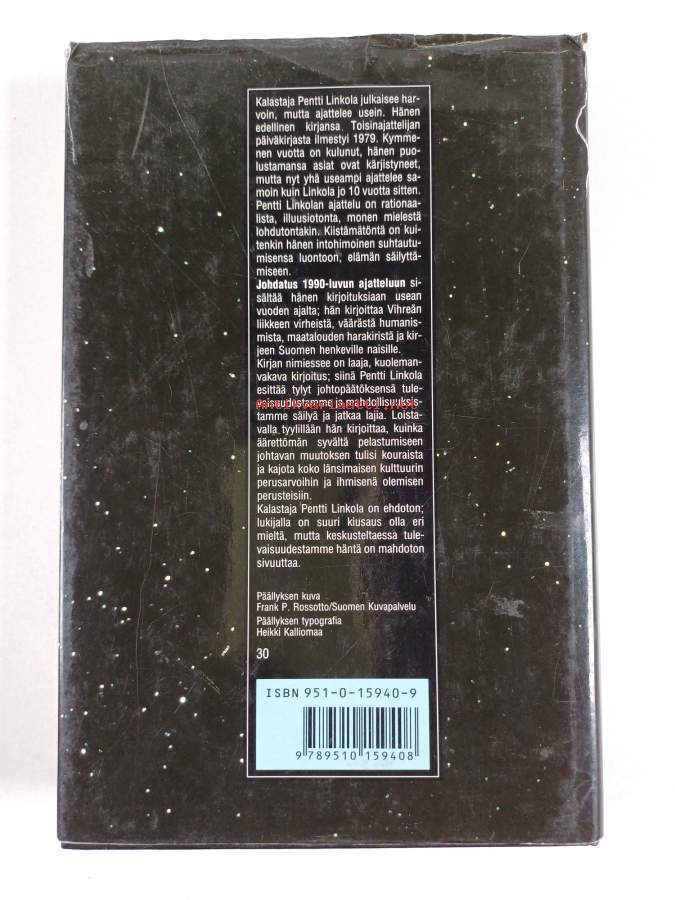 Kalastaja Pentti Linkola julkaisee har-
voin, mutta ajattelee usein. Hänen
edellinen kirjansa Toisinajattelijan
päiväkirjasta ilmestyi 1979. Kymme-
nen vuotta on kulunut, hänen puo-
lustamansa asiat ovat kärjistyneet,
mutta nyt yhä useampi ajattelee sa-
moin kuin Linkola jo 10 vuotta sitten.
Pentti Linkolan ajattelu on rationaa-
lista, illuusiotonta, monen mielestä
lohdutontakin. Kiistämätöntä on kui-
tenkin hänen intohimoinen suhtautu-
misensa luontoon, elämän säilyttä-
miseen.
Johdatus 1990-luvun ajatteluun si-
sältää hänen kirjoituksiaan usean
vuoden ajalta; hän kirjoittaa Vihreän
liikkeen virheistä, väärästä humanis-
mista, maatalouden harakiristä ja kir-
jeen Suomen henkeville naisille.
Kirjan nimiessee on laaja, kuoleman-
vakava kirjoitus; siinä Pentti Linkola
esittää tylyt johtopäätöksensä tule-
vaisuudestamme ja mahdollisuuksis-
tamme säilyä ja jatkaa lajia. Loista-
valla tyylillään hän kirjoittaa, kuinka
äärettömän syvältä pelastumiseen
johtavan muutoksen tulisi kouraista
ja kajota koko länsimaisen kulttuurin
perusarvoihin ja ihmisenä olemisen
perusteisiin.
Kalastaja Pentti Linkola on ehdoton;
lukijalla on suuri kiusaus olla eri
mieltä, mutta keskusteltaessa tule-
vaisuudestamme häntä on mahdoton
sivuuttaa.
Päällyksen kuva
Frank P. Rossotto/Suomen Kuvapalvelu
Päällyksen typografia
Heikki Kalliomaa
30
ISBN 951-0-15940-9
9 789510 159408